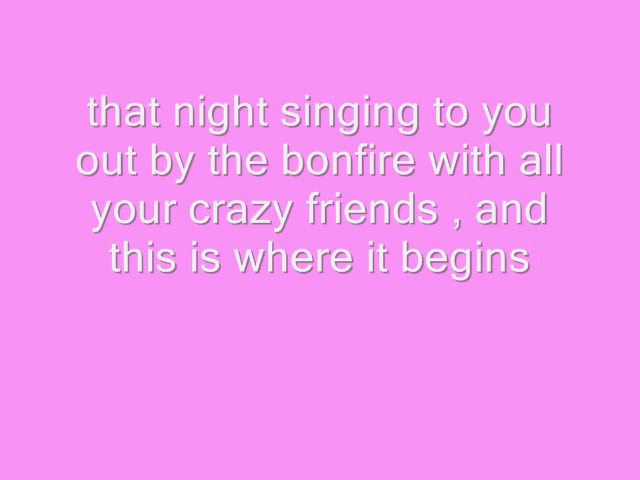 that night singing to you
out by the bonfire with all
your crazy friends , and
this is where it begins